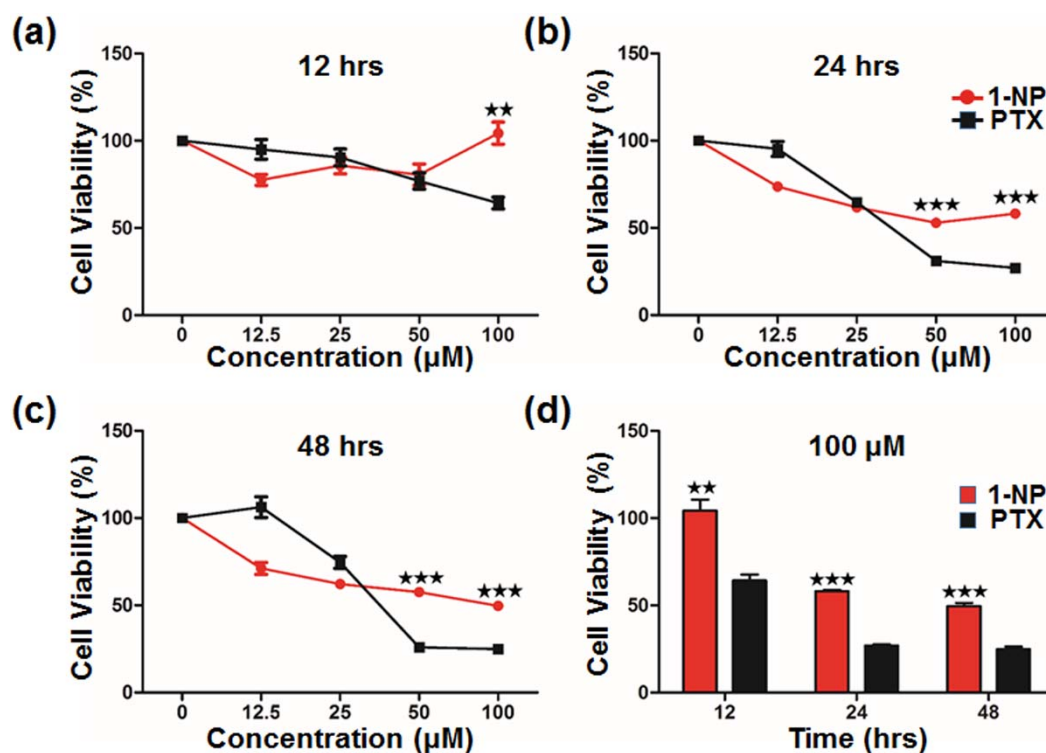 (a)
12 hrs
★★
Cell Viability (%)
150
100
50
0
0 12.5 25 50 100
Concentration (µM)
(b)
24 hrs
1-NP
PTX
★★★ ★★★
Cell Viability (%)
150
100
50
0
0 12.5 25 50 100
Concentration (µM)
(c)
48 hrs
★★★ ★★★
Cell Viability (%)
150
100
50
0
0 12.5 25 50 100
Concentration (µM)
(d)
100 µM
1-NP
PTX
★★ ★★★ ★★★
Cell Viability (%)
150
100
50
0
12 24 48
Time (hrs)